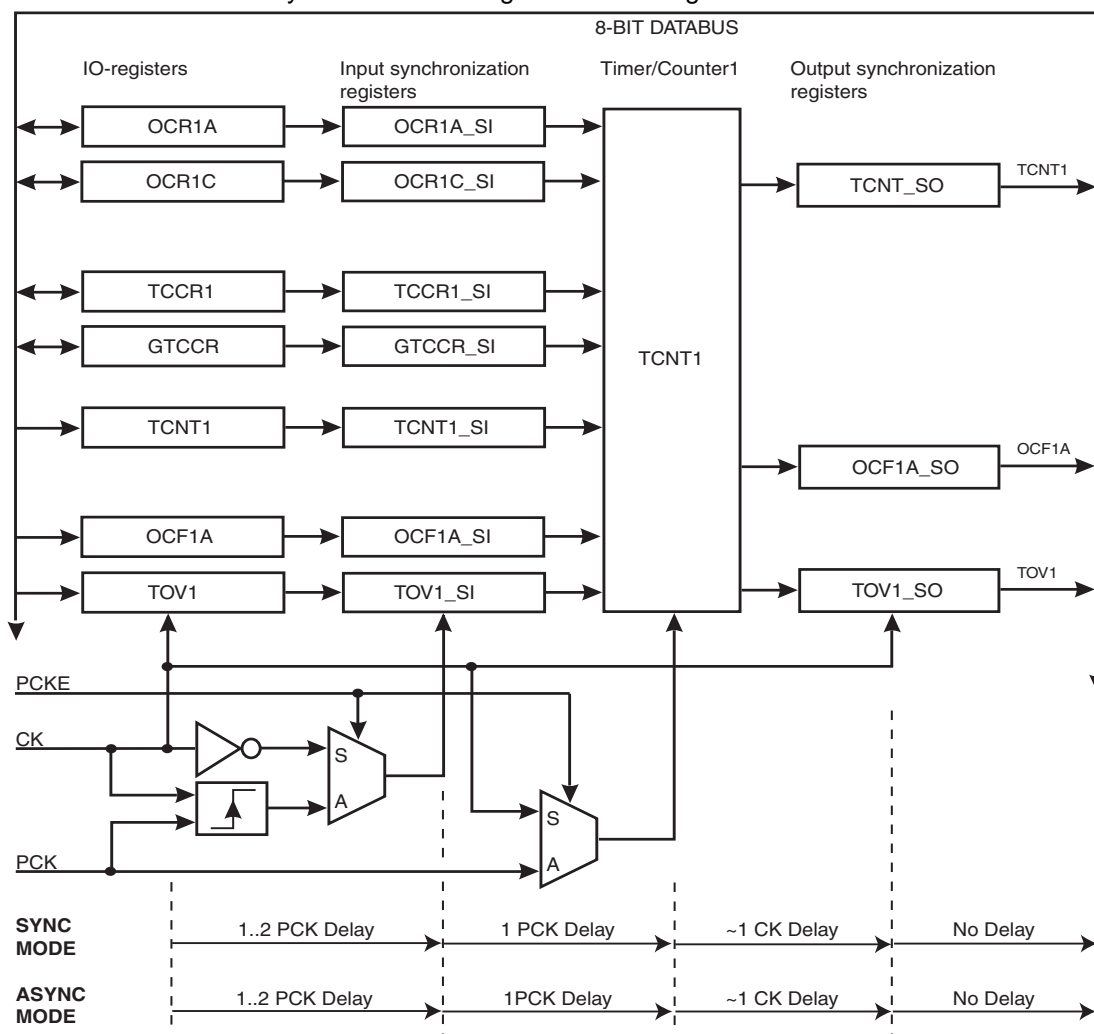 8-BIT DATABUS
IO-registers
Input synchronization
registers
Timer/Counter1
Output synchronization
registers
OCR1A
OCR1A_SI
OCR1C
OCR1C_SI
TCNT_SO
TCNT1
TCCR1
TCCR1_SI
GTCCR
GTCCR_SI
TCNT1
TCNT1
TCNT1_SI
OCF1A_SO
OCF1A
OCF1A
OCF1A_SI
TOV1
TOV1_SI
TOV1_SO
TOV1
PCKE
CK
S
A
S
A
PCK
SYNC
MODE
1..2 PCK Delay
1 PCK Delay
~1 CK Delay
No Delay
ASYNC
MODE
1..2 PCK Delay
1PCK Delay
~1 CK Delay
No Delay